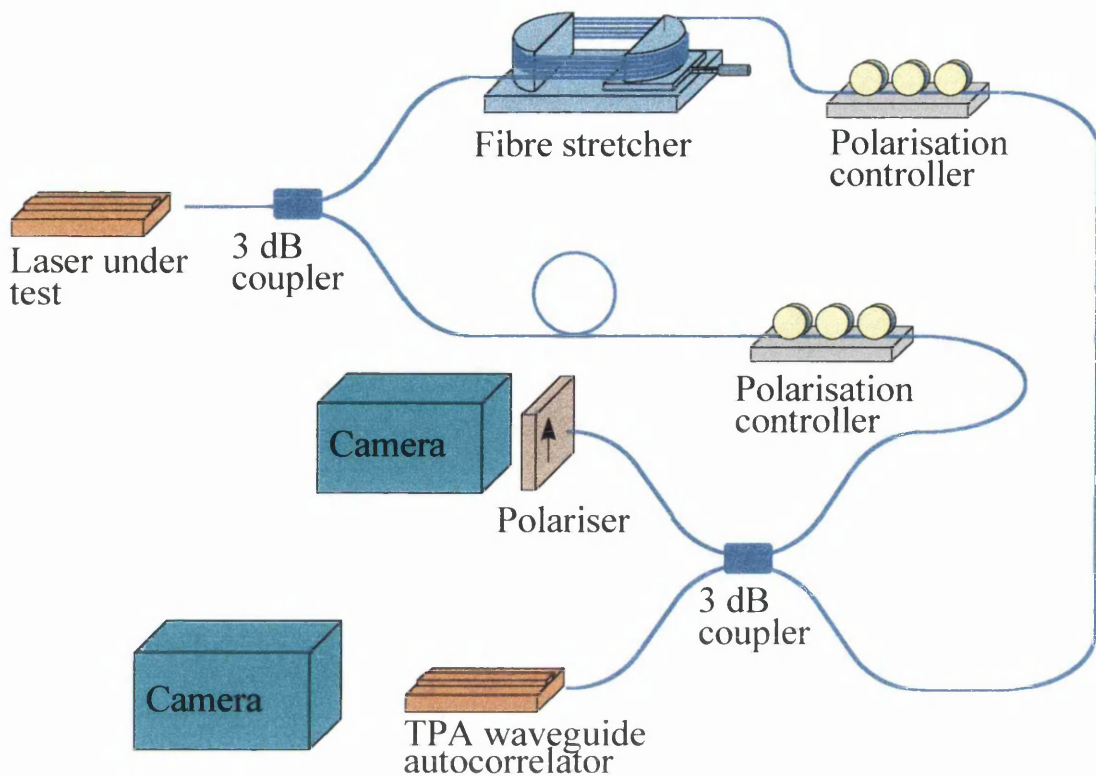 Fibre stretcher
Polarisation
controller
Laser under
test
3 dB
coupler
Polarisation
controller
Camera
Polariser
3 dB
coupler
Camera
TPA waveguide
autocorrelator